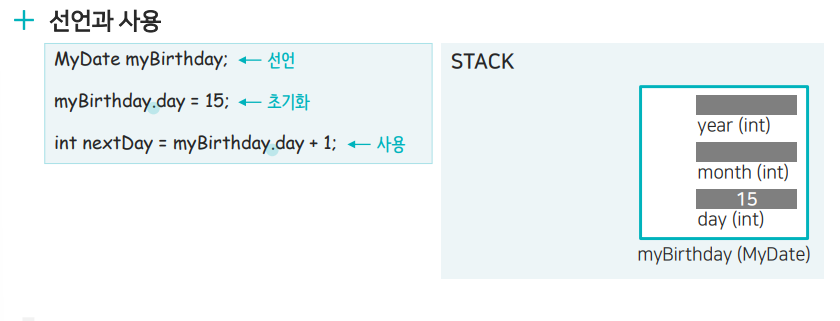 + 선언과 사용
MyDate myBirthday; ← 선언
myBirthday.day = 15; ← 초기화
int nextDay = myBirthday.day + 1; ← 사용
STACK
year (int)
month (int)
15
day (int)
myBirthday (MyDate)